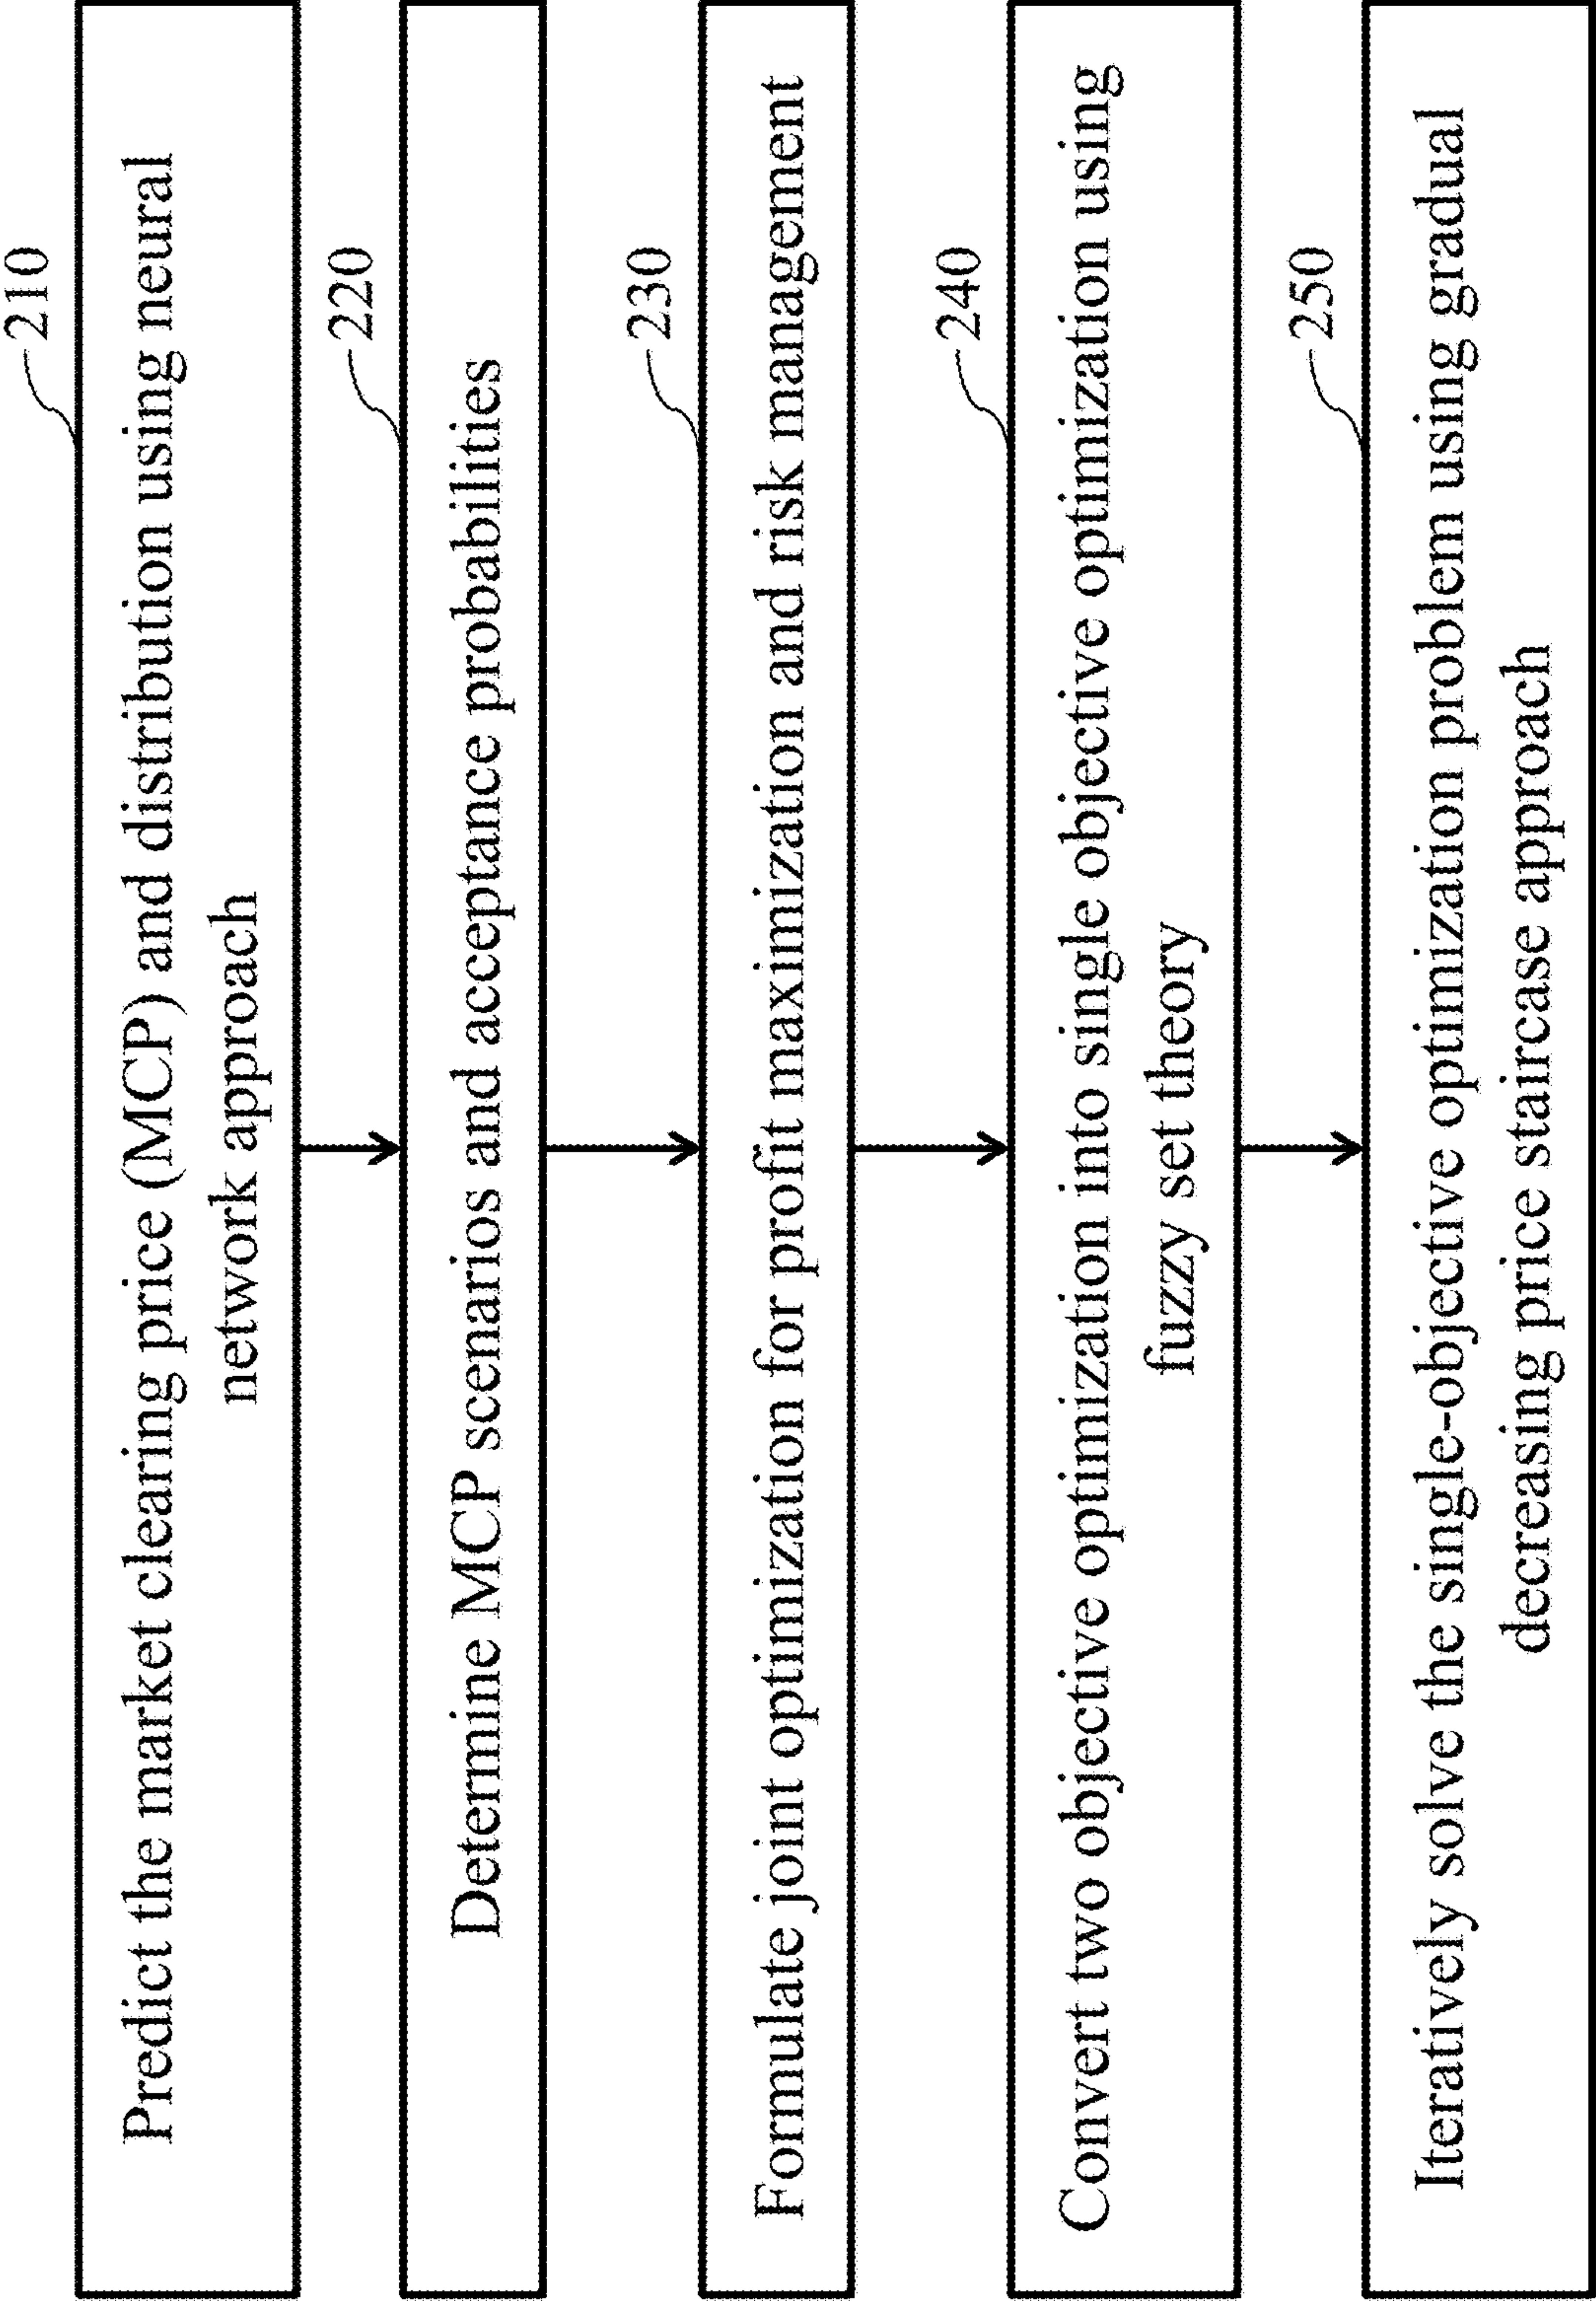 210
Predict the market clearing price (MCP) and distribution using neural
network approach
220
Determine MCP scenarios and acceptance probabilities
230
Formulate joint optimization for profit maximization and risk management
240
Convert two objective optimization into single objective optimization using
fuzzy set theory
250
Iteratively solve the single-objective optimization problem using gradual
decreasing price staircase approach